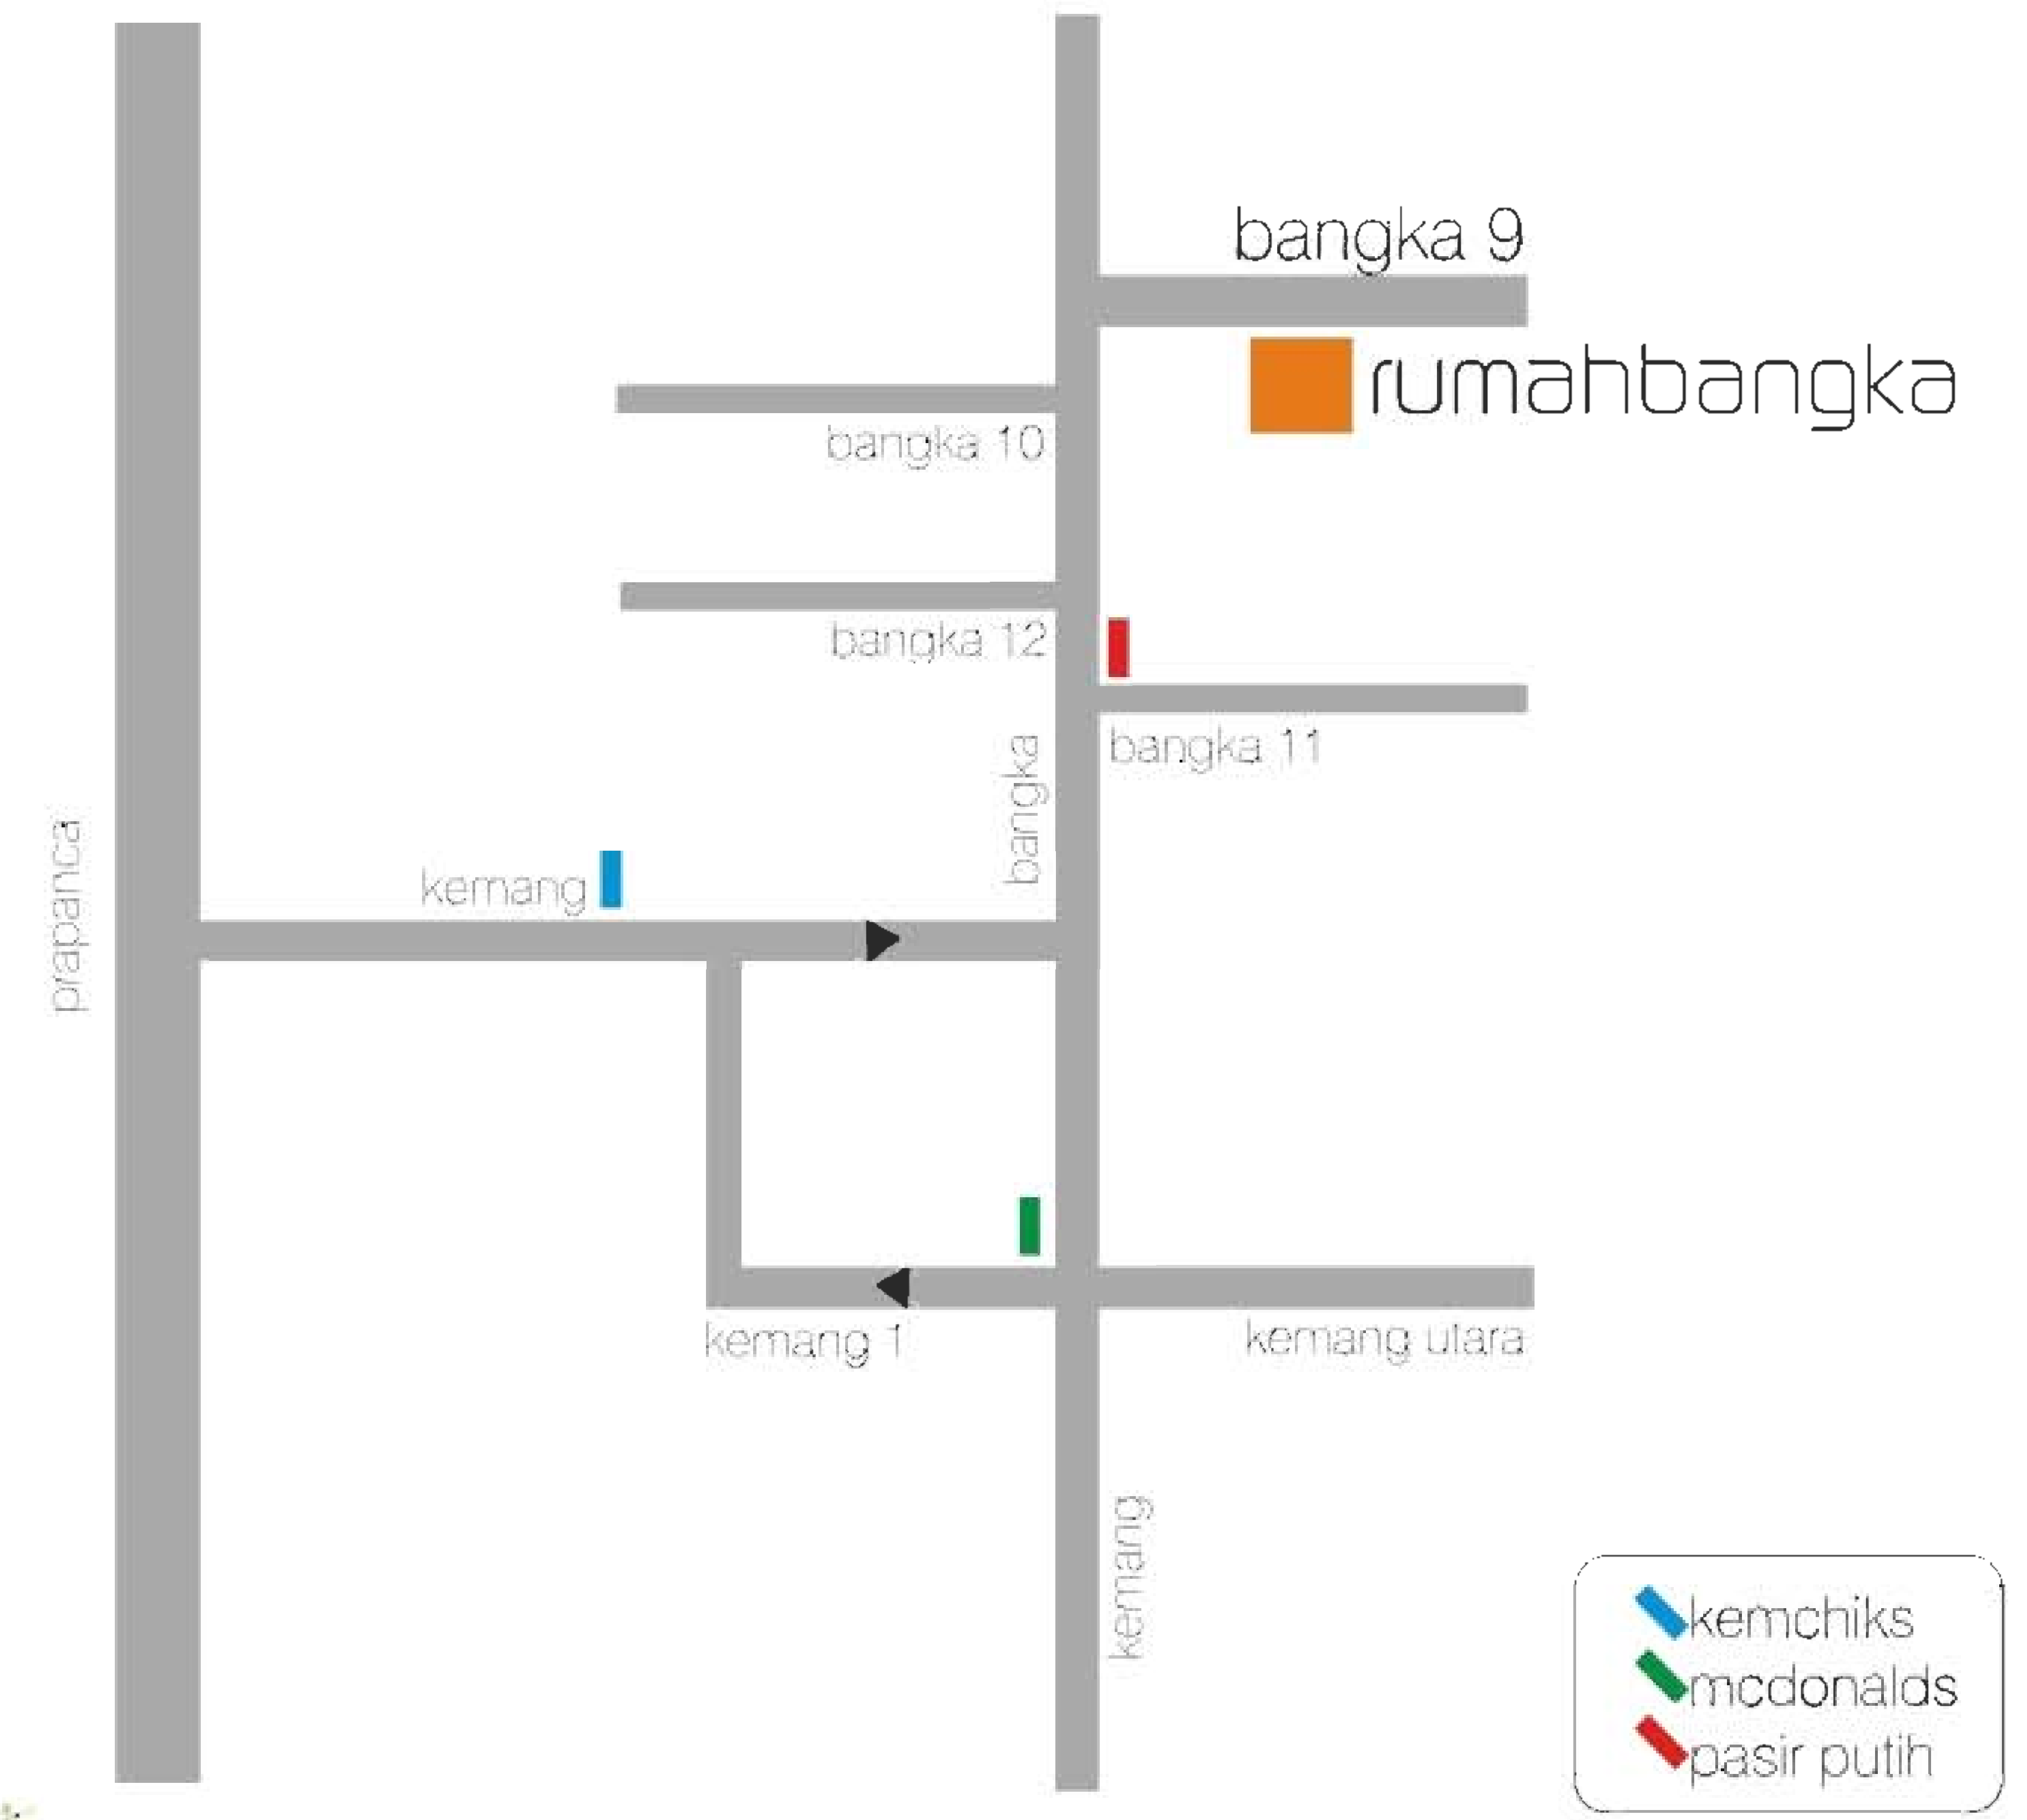 bangka 9
rumahbangka
bangka 10
bangka 12
bangka 11
bangka
prapanca
kemang
kemang 1
kemang utara
kemang
kemchiks
mcdonalds
pasir putih